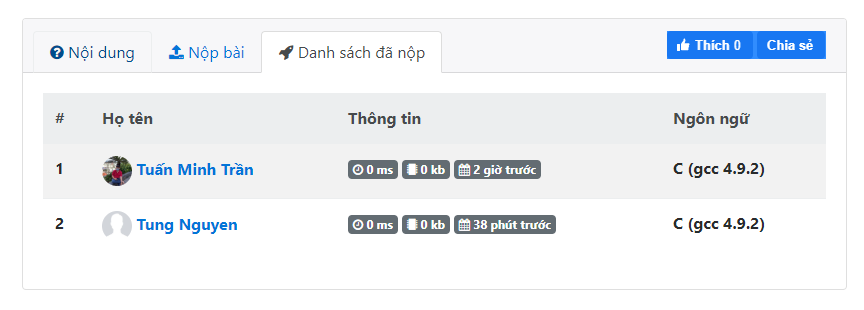 Nội dung Nộp bài Danh sách đã nộp Thích 0 Chia sẻ
# Họ tên Thông tin Ngôn ngữ
1 Tuấn Minh Trần 0 ms 0 kb 2 giờ trước C (gcc 4.9.2)
2 Tung Nguyen 0 ms 0 kb 38 phút trước C (gcc 4.9.2)